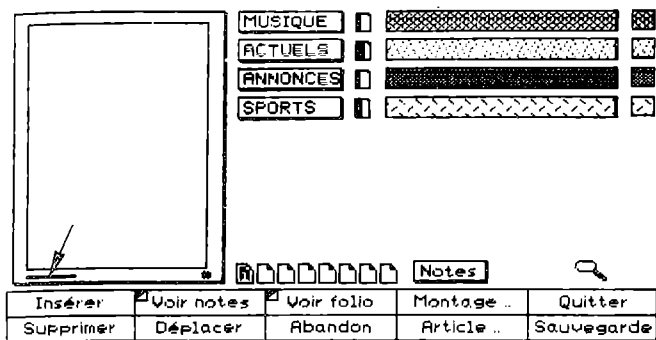 MUSIQUE
ACTUELS
ANNONCES
SPORTS
Notes
Insérer Voir notes Voir folio Montage .. Quitter
Supprimer Déplacer Abandon Article .. Sauvegarde